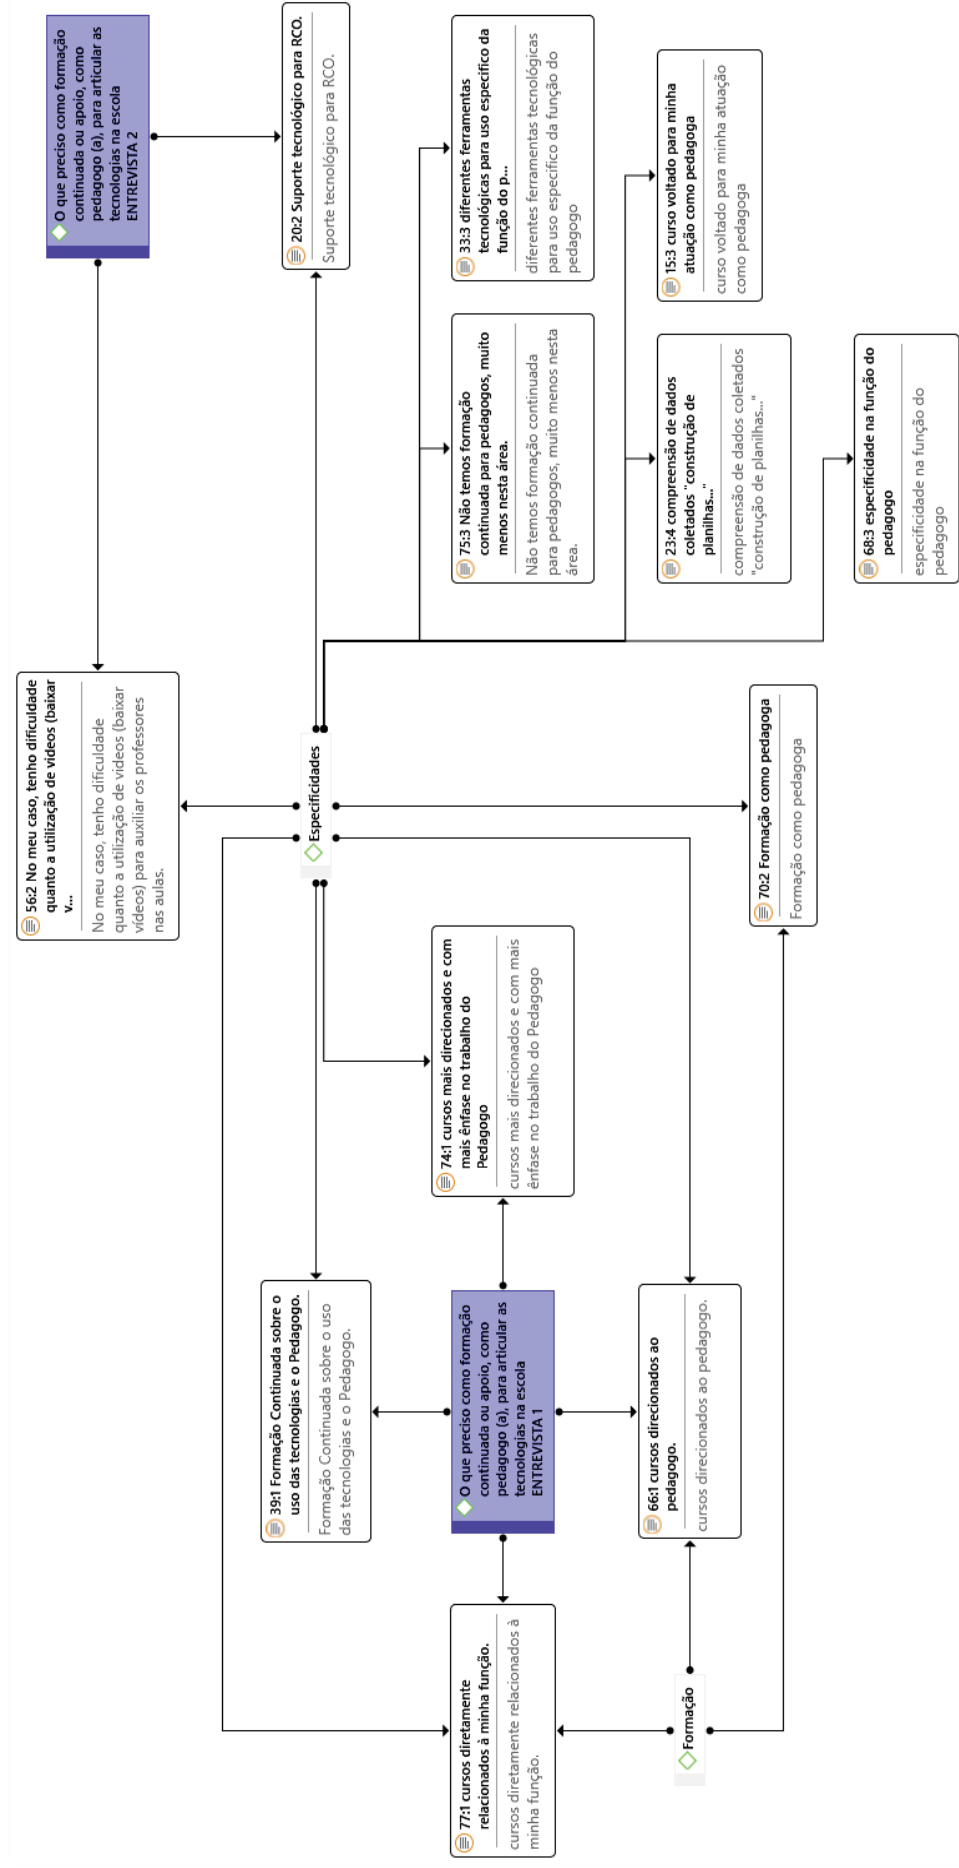 56:2 No meu caso, tenho dificuldade
quanto a utilização de vídeos (baixar
v...
No meu caso, tenho dificuldade
quanto a utilização de vídeos (baixar
vídeos) para auxiliar os professores
nas aulas.
O que preciso como formação
continuada ou apoio, como
pedagogo (a), para articular as
tecnologias na escola
ENTREVISTA 2
39:1 Formação Continuada sobre o
uso das tecnologias e o Pedagogo.
Formação Continuada sobre o uso
das tecnologias e o Pedagogo.
Especificidades
20:2 Suporte tecnológico para RCO.
Suporte tecnológico para RCO.
77:1 cursos diretamente
relacionados à minha função.
cursos diretamente relacionados à
minha função.
O que preciso como formação
continuada ou apoio, como
pedagogo (a), para articular as
tecnologias na escola
ENTREVISTA 1
74:1 cursos mais direcionados e com
mais ênfase no trabalho do
Pedagogo
cursos mais direcionados e com mais
ênfase no trabalho do Pedagogo
75:3 Não temos formação
continuada para pedagogos, muito
menos nesta área.
Não temos formação continuada
para pedagogos, muito menos nesta
área.
33:3 diferentes ferramentas
tecnológicas para uso especifico da
função do p...
diferentes ferramentas tecnológicas
para uso especifico da função do
pedagogo
Formação
66:1 cursos direcionados ao
pedagogo.
cursos direcionados ao pedagogo.
70:2 Formação como pedagoga
Formação como pedagoga
23:4 compreensão de dados
coletados "construção de
planilhas..."
compreensão de dados coletados
"construção de planilhas..."
15:3 curso voltado para minha
atuação como pedagoga
curso voltado para minha atuação
como pedagoga
68:3 especificidade na função do
pedagogo
especificidade na função do
pedagogo